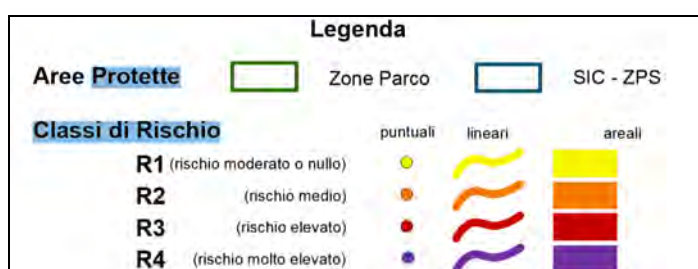 Legenda
Aree Protette Zone Parco SIC - ZPS
Classi di Rischio puntuali lineari areali
R1 (rischio moderato o nullo)
R2 (rischio medio)
R3 (rischio elevato)
R4 (rischio molto elevato)